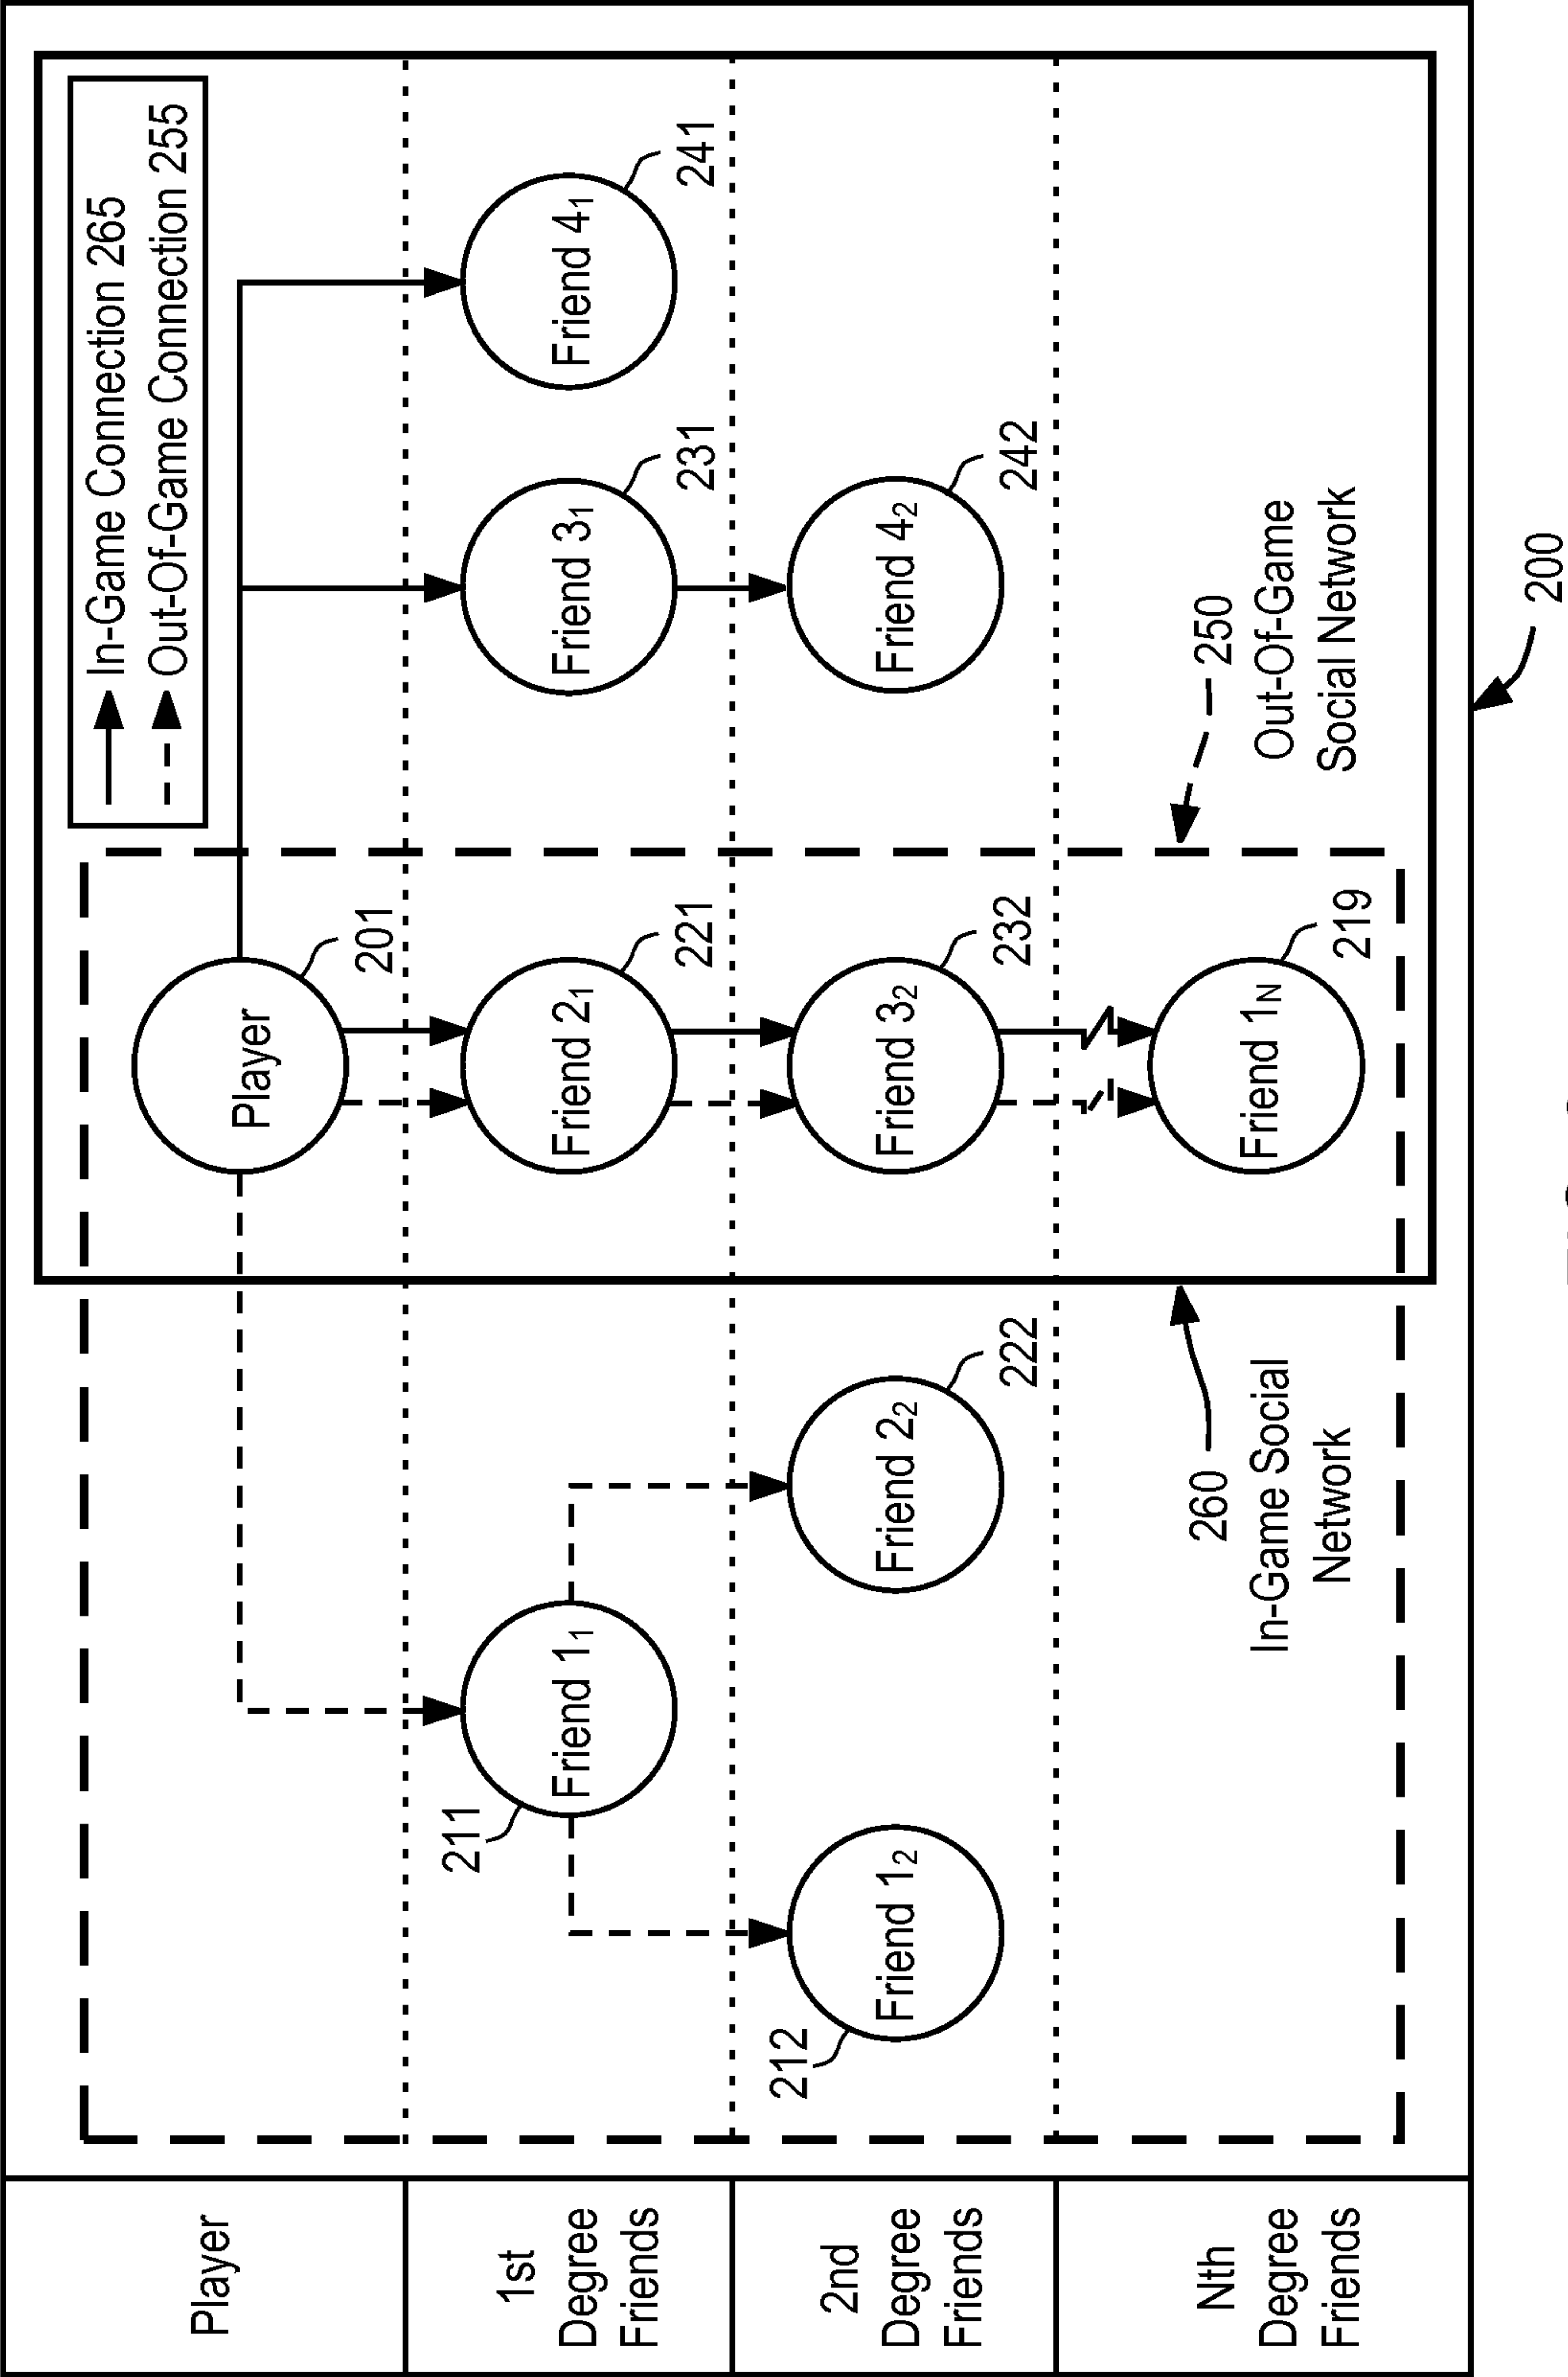 Player
1st
Degree
Friends
2nd
Degree
Friends
Nth
Degree
Friends
In-Game Connection 265
Out-Of-Game Connection 255
Player
201
211
Friend 1₁
Friend 2₁
221
Friend 3₁
231
Friend 4₁
241
212
Friend 1₂
Friend 2₂
222
Friend 3₂
232
Friend 4₂
242
260
In-Game Social
Network
Friend 1N
219
250
Out-Of-Game
Social Network
200